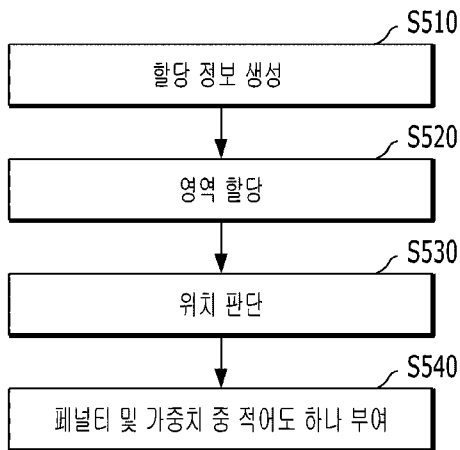 S510
할당 정보 생성
S520
영역 할당
S530
위치 판단
S540
페널티 및 가중치 중 적어도 하나 부여